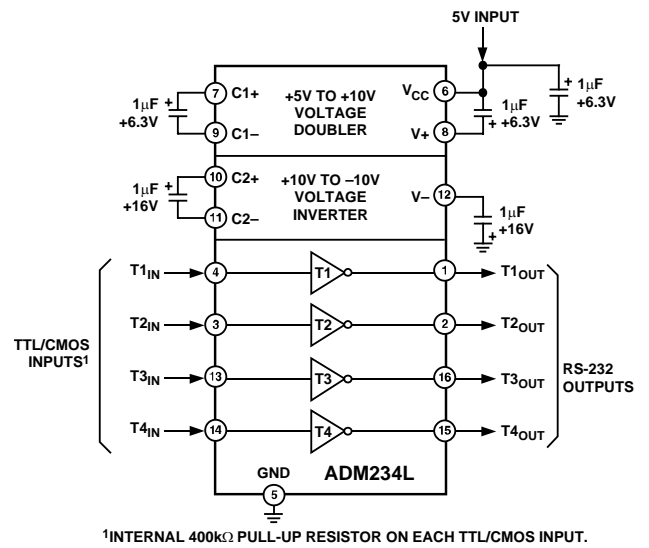 5V INPUT
1μF
+6.3V
+
7
C1+
9
C1–
+5V TO +10V
VOLTAGE
DOUBLER
VCC
6
V+
8
+
1μF
+6.3V
+
1μF
+6.3V
1μF
+16V
+
10
C2+
11
C2–
+10V TO –10V
VOLTAGE
INVERTER
V–
12
1μF
+16V
+
TTL/CMOS
INPUTS1
T1IN
4
T1
1
T1OUT
T2IN
3
T2
2
T2OUT
T3IN
13
T3
16
T3OUT
T4IN
14
T4
15
T4OUT
RS-232
OUTPUTS
GND
5
ADM234L
1INTERNAL 400kΩ PULL-UP RESISTOR ON EACH TTL/CMOS INPUT.